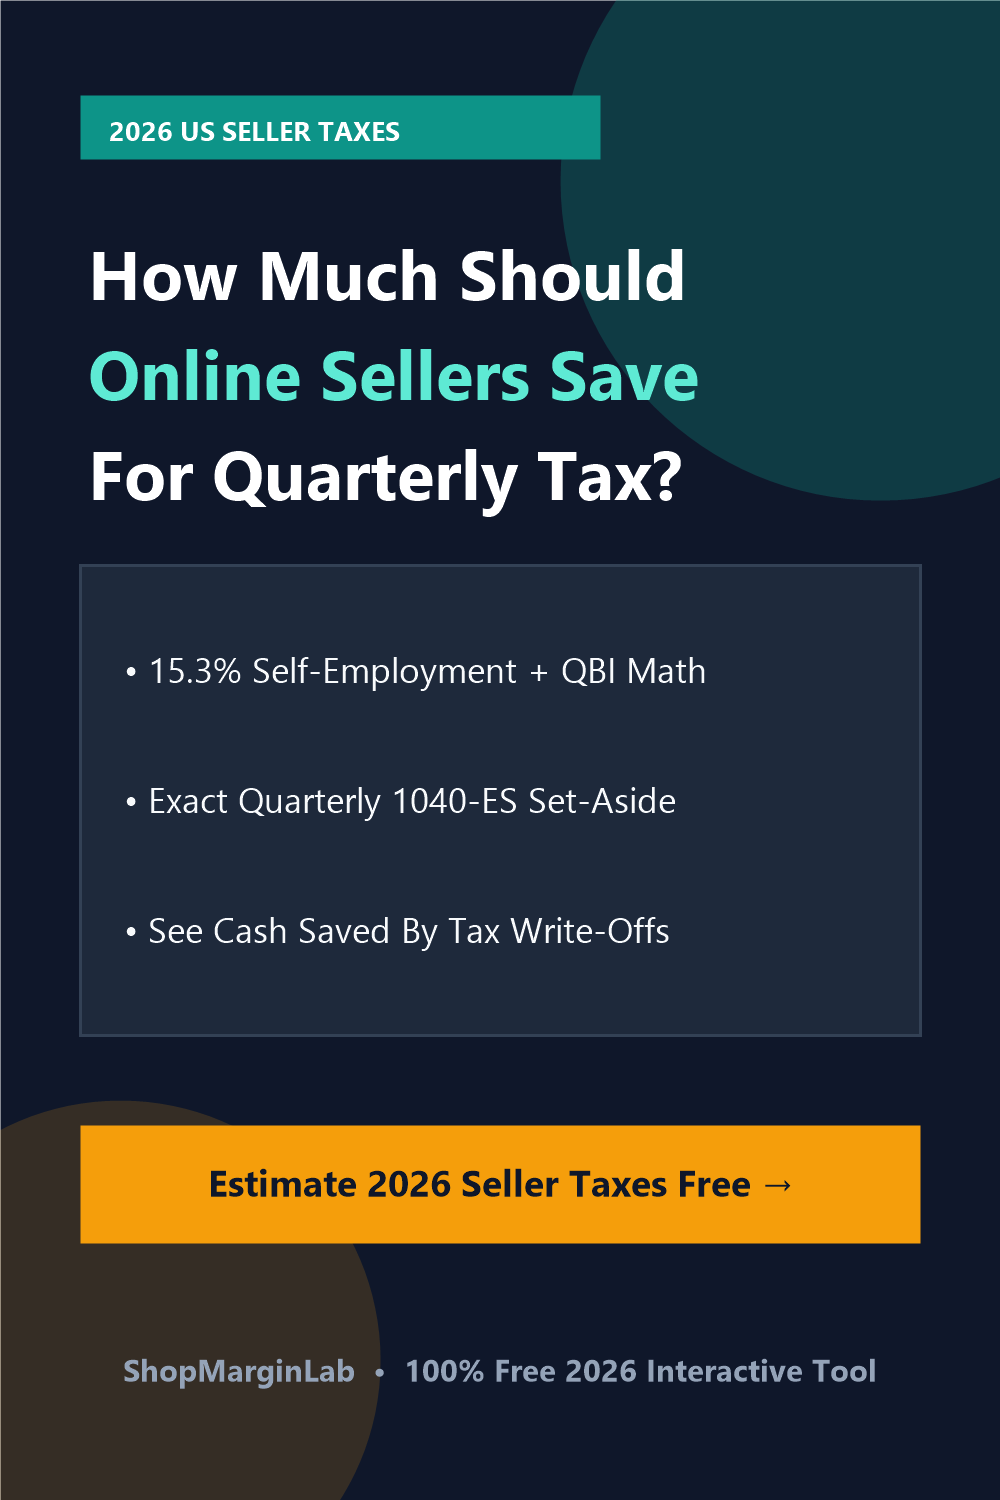 2026 US SELLER TAXES
How Much Should
Online Sellers Save
For Quarterly Tax?
• 15.3% Self-Employment + QBI Math
• Exact Quarterly 1040-ES Set-Aside
• See Cash Saved By Tax Write-Offs
Estimate 2026 Seller Taxes Free →
ShopMarginLab • 100% Free 2026 Interactive Tool